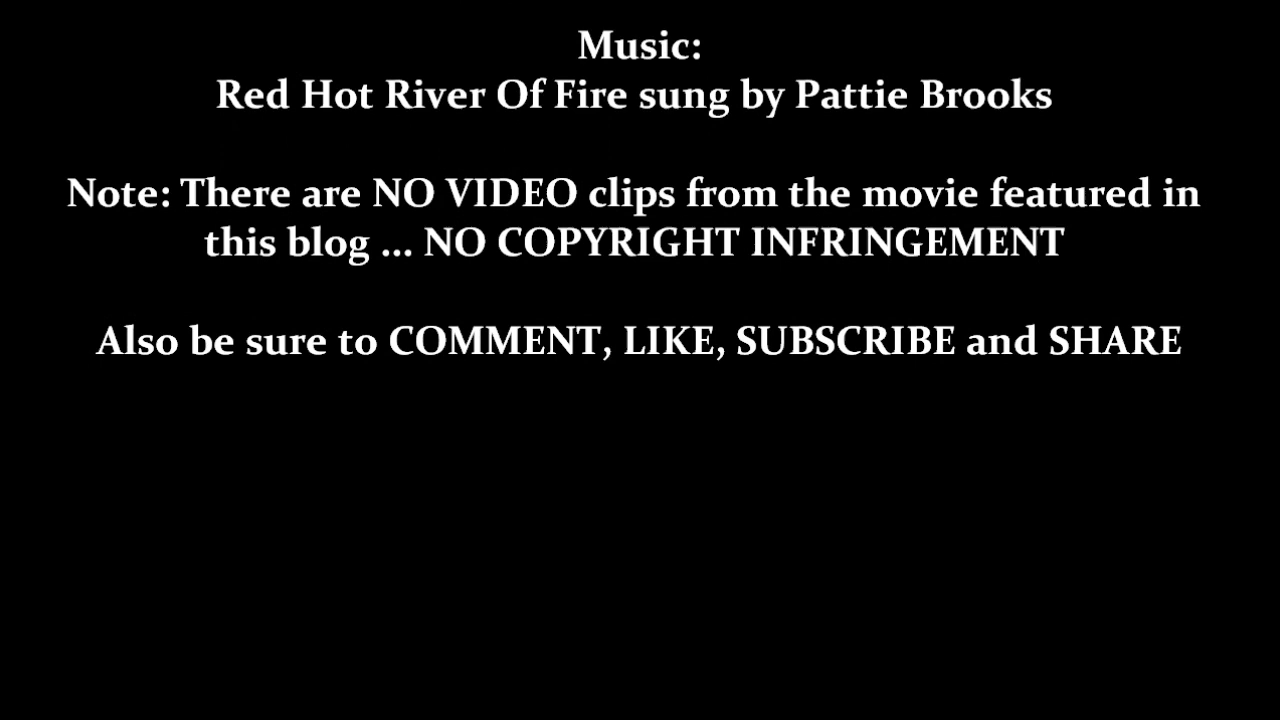 Music:
Red Hot River Of Fire sung by Pattie Brooks
Note: There are NO VIDEO clips from the movie featured in
this blog ... NO COPYRIGHT INFRINGEMENT
Also be sure to COMMENT, LIKE, SUBSCRIBE and SHARE